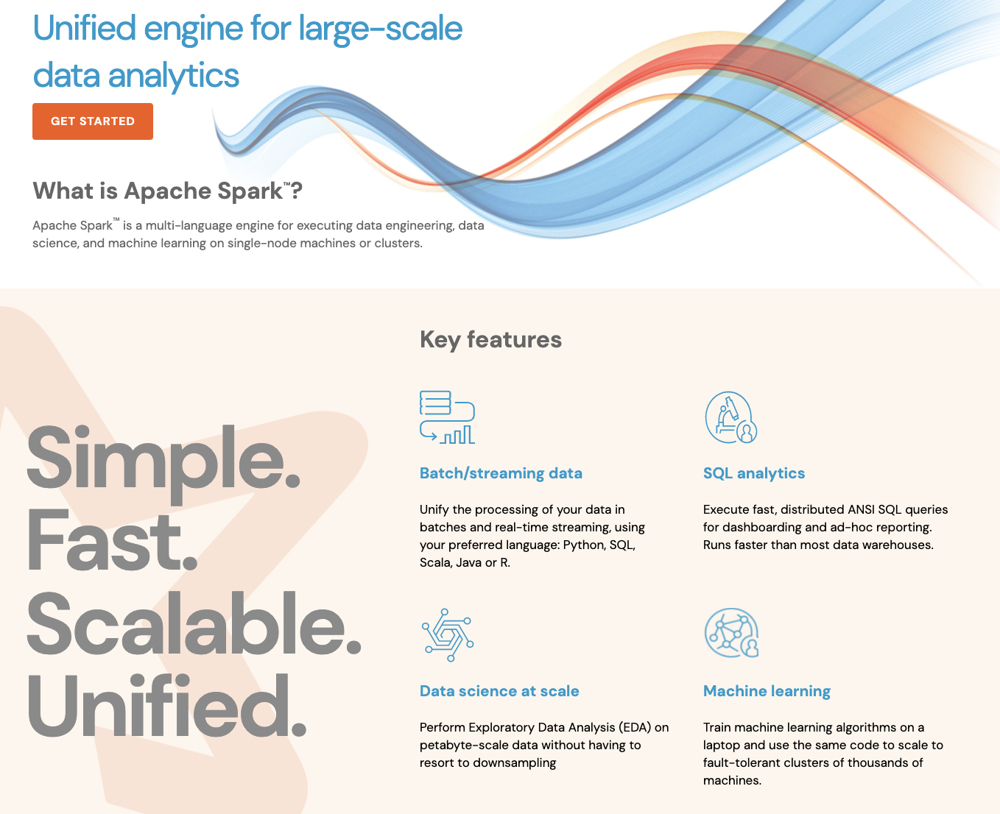 Unified engine for large-scale
data analytics
GET STARTED
What is Apache Spark™?
Apache Spark™ is a multi-language engine for executing data engineering, data
science, and machine learning on single-node machines or clusters.
Simple.
Fast.
Scalable.
Unified.
Key features
Batch/streaming data
Unify the processing of your data in
batches and real-time streaming, using
your preferred language: Python, SQL,
Scala, Java or R.
SQL analytics
Execute fast, distributed ANSI SQL queries
for dashboarding and ad-hoc reporting.
Runs faster than most data warehouses.
Data science at scale
Perform Exploratory Data Analysis (EDA) on
petabyte-scale data without having to
resort to downsampling
Machine learning
Train machine learning algorithms on a
laptop and use the same code to scale to
fault-tolerant clusters of thousands of
machines.